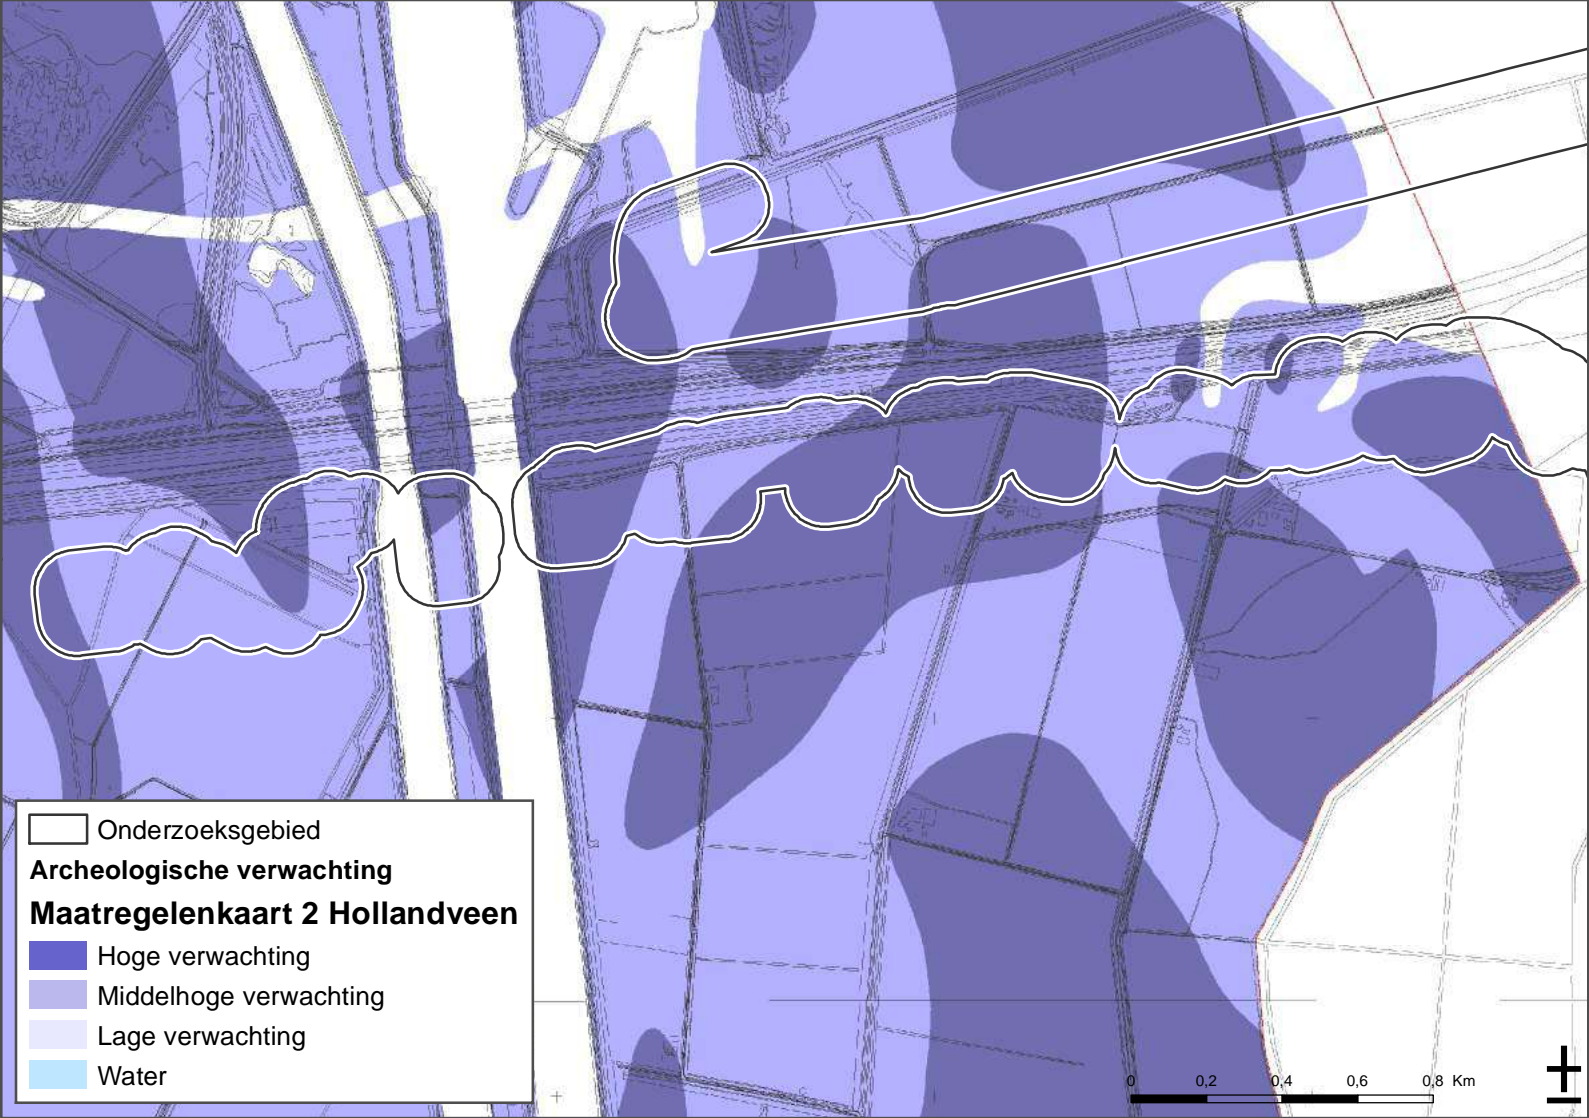 Onderzoeksgebied
Archeologische verwachting
Maatregelenkaart 2 Hollandveen
Hoge verwachting
Middelhoge verwachting
Lage verwachting
Water
0 0,2 0,4 0,6 0,8 Km